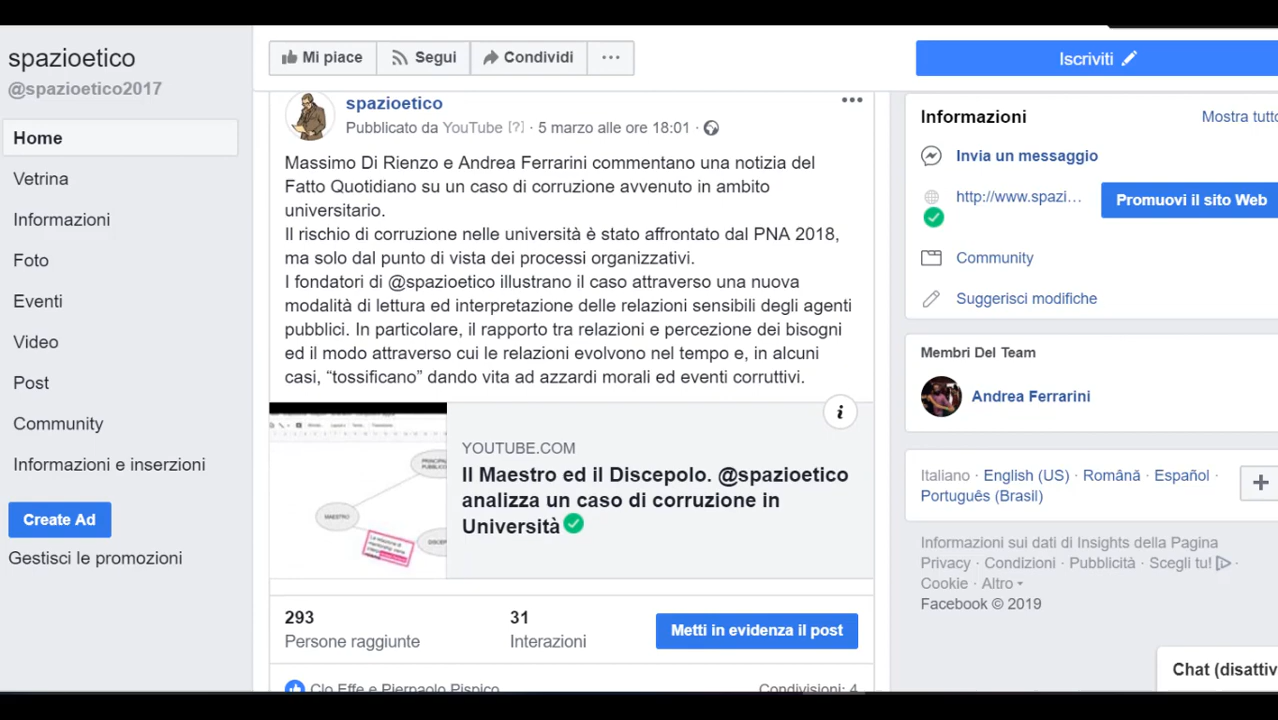 spazioetico
@spazioetico2017
Home
Vetrina
Informazioni
Foto
Eventi
Video
Post
Community
Informazioni e inserzioni
Create Ad
Gestisci le promozioni
Mi piace
Segui
Condividi
...
Iscriviti
spazioetico
Pubblicato da YouTube [?] · 5 marzo alle ore 18:01 ·
Massimo Di Rienzo e Andrea Ferrarini commentano una notizia del
Fatto Quotidiano su un caso di corruzione avvenuto in ambito
universitario.
Il rischio di corruzione nelle università è stato affrontato dal PNA 2018,
ma solo dal punto di vista dei processi organizzativi.
I fondatori di @spazioetico illustrano il caso attraverso una nuova
modalità di lettura ed interpretazione delle relazioni sensibili degli agenti
pubblici. In particolare, il rapporto tra relazioni e percezione dei bisogni
ed il modo attraverso cui le relazioni evolvono nel tempo e, in alcuni
casi, “tossificano” dando vita ad azzardi morali ed eventi corruttivi.
MAESTRO
YOUTUBE.COM
Il Maestro ed il Discepolo. @spazioetico
analizza un caso di corruzione in
Università
293
Persone raggiunte
31
Interazioni
Metti in evidenza il post
Clo Effe e Pierpaolo Pispico
Condivisioni: 4
Informazioni
Mostra tutto
Invia un messaggio
http://www.spazi...
Promuovi il sito Web
Community
Suggerisci modifiche
Membri Del Team
Andrea Ferrarini
Italiano · English (US) · Română · Español ·
Português (Brasil)
Informazioni sui dati di Insights della Pagina
Privacy · Condizioni · Pubblicità · Scegli tu! ·
Cookie · Altro
Facebook © 2019
Chat (disattiv